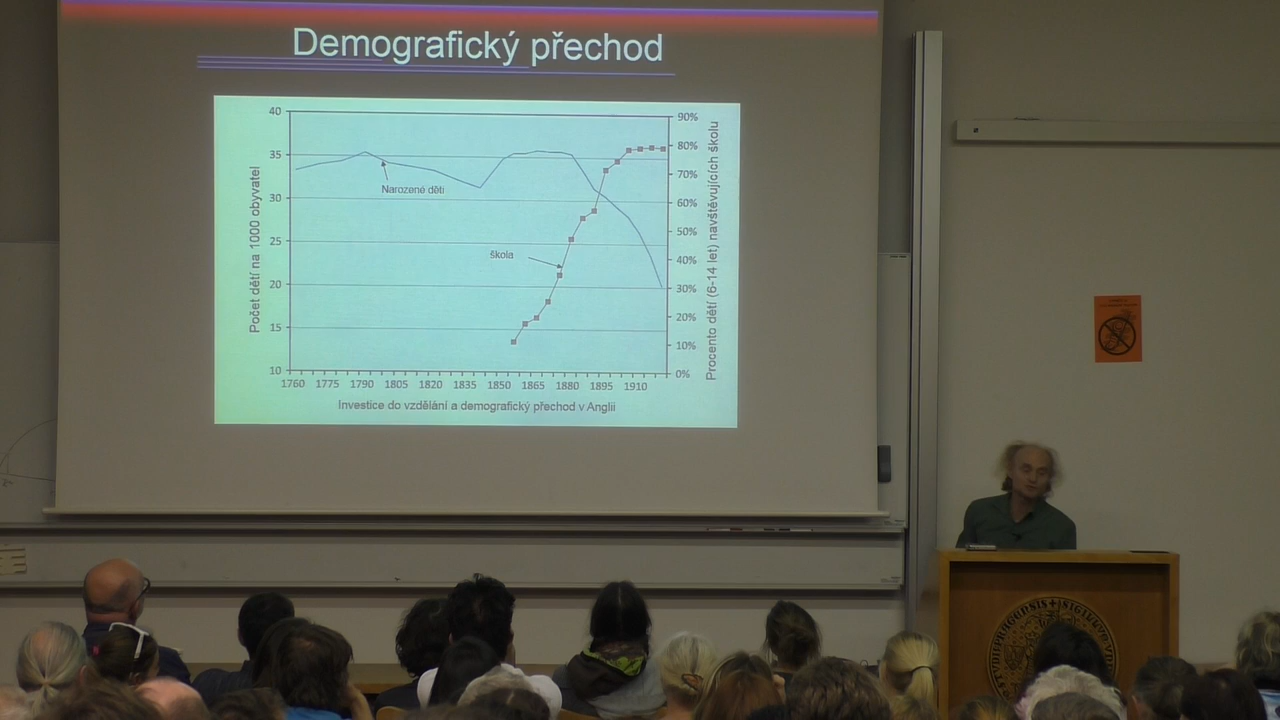 Demografický přechod
40
35
30
25
20
15
10
Počet dětí na 1000 obyvatel
Narozené děti
škola
90%
80%
70%
60%
50%
40%
30%
20%
10%
0%
Procento dětí (6-14 let) navštěvujících školu
1760 1775 1790 1805 1820 1835 1850 1865 1880 1895 1910
Investice do vzdělání a demografický přechod v Anglii